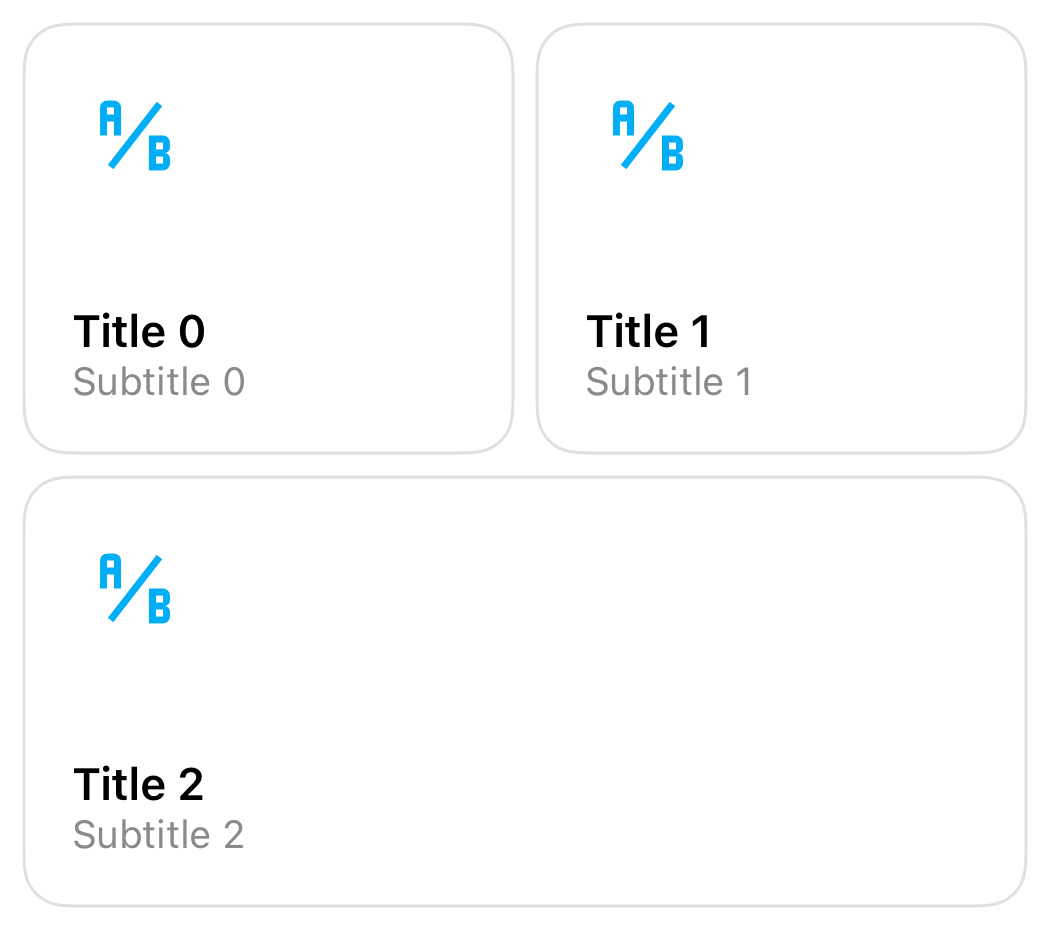 A/B
A/B
Title 0
Title 1
Subtitle 0
Subtitle 1
A/B
Title 2
Subtitle 2